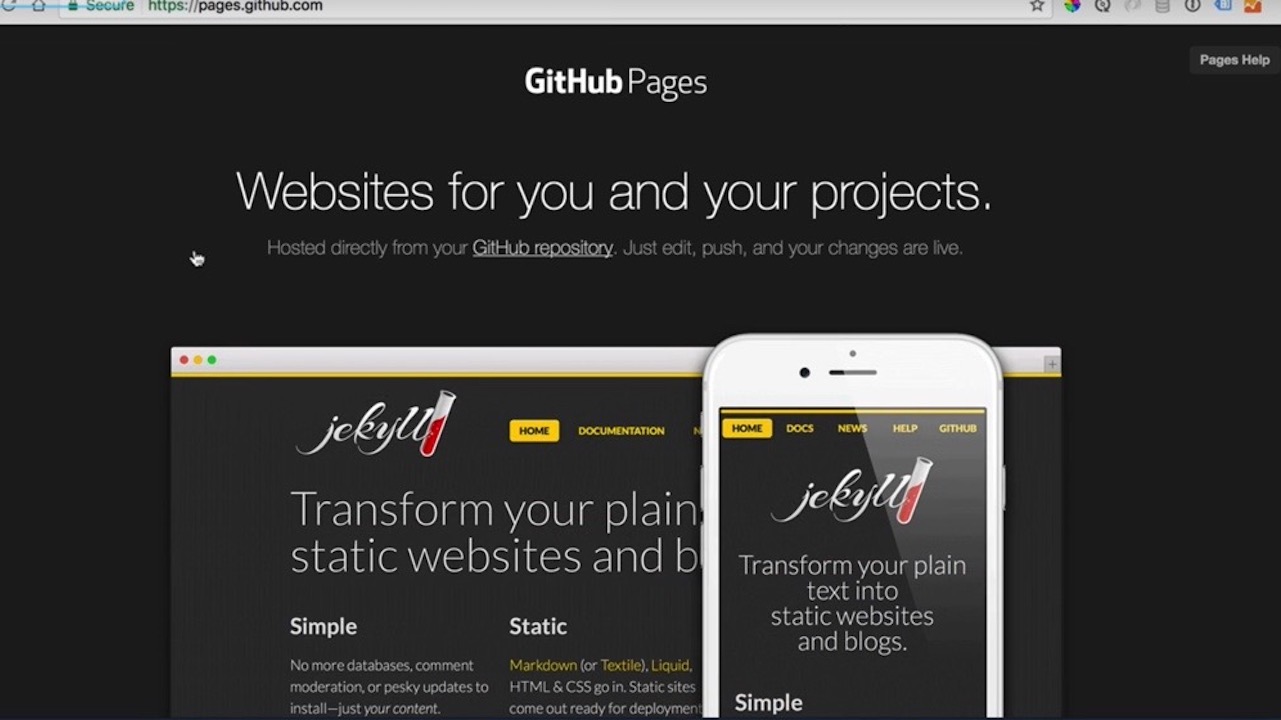 Secure https://pages.github.com
Pages Help
GitHub Pages
Websites for you and your projects.
Hosted directly from your GitHub repository. Just edit, push, and your changes are live.
jekyll
HOME DOCUMENTATION N
Transform your plain
static websites and b
Simple
No more databases, comment
moderation, or pesky updates to
install—just your content.
Static
Markdown (or Textile), Liquid,
HTML & CSS go in. Static sites
come out ready for deployment
HOME DOCS NEWS HELP GITHUB
jekyll
Transform your plain
text into
static websites
and blogs.
Simple